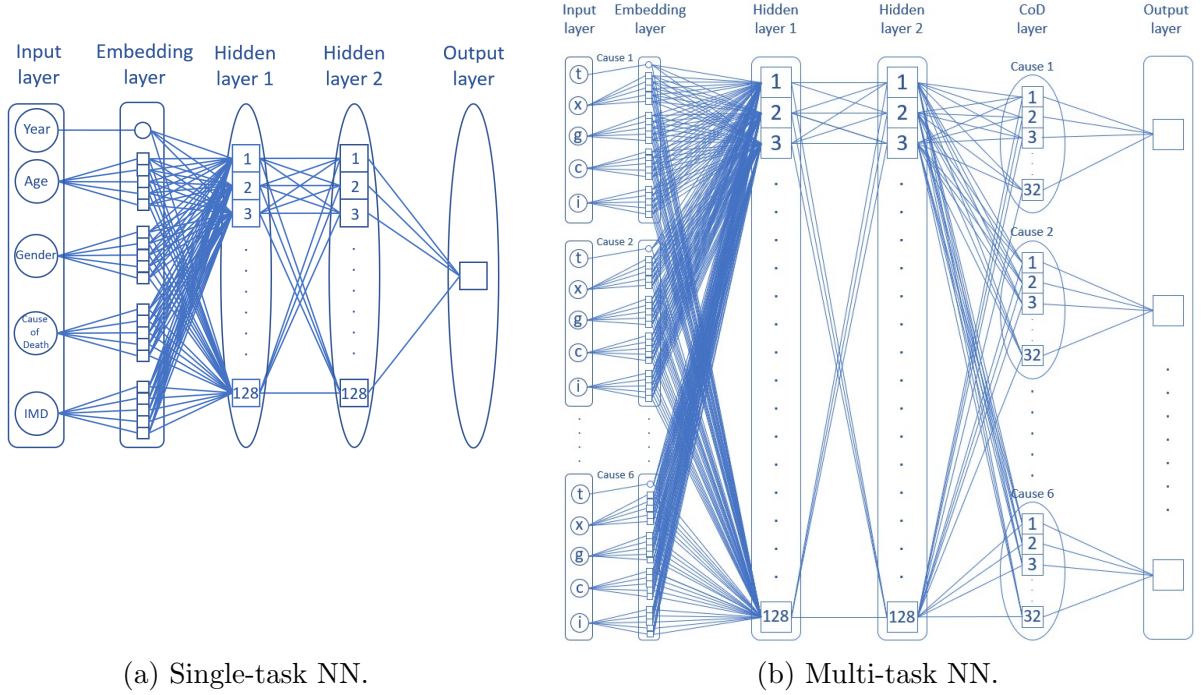 Input
layer
Embedding
layer
Hidden
layer 1
Hidden
layer 2
Output
layer
Year
Age
Gender
Cause
of
Death
IMD
1
2
3
128
1
2
3
128
(a) Single-task NN.
Input
layer
Embedding
layer
Hidden
layer 1
Hidden
layer 2
CoD
layer
Output
layer
Cause 1
t
x
g
c
i
Cause 2
t
x
g
c
i
Cause 6
t
x
g
c
i
1
2
3
128
1
2
3
128
Cause 1
1
2
3
32
Cause 2
1
2
3
32
Cause 6
1
2
3
32
(b) Multi-task NN.